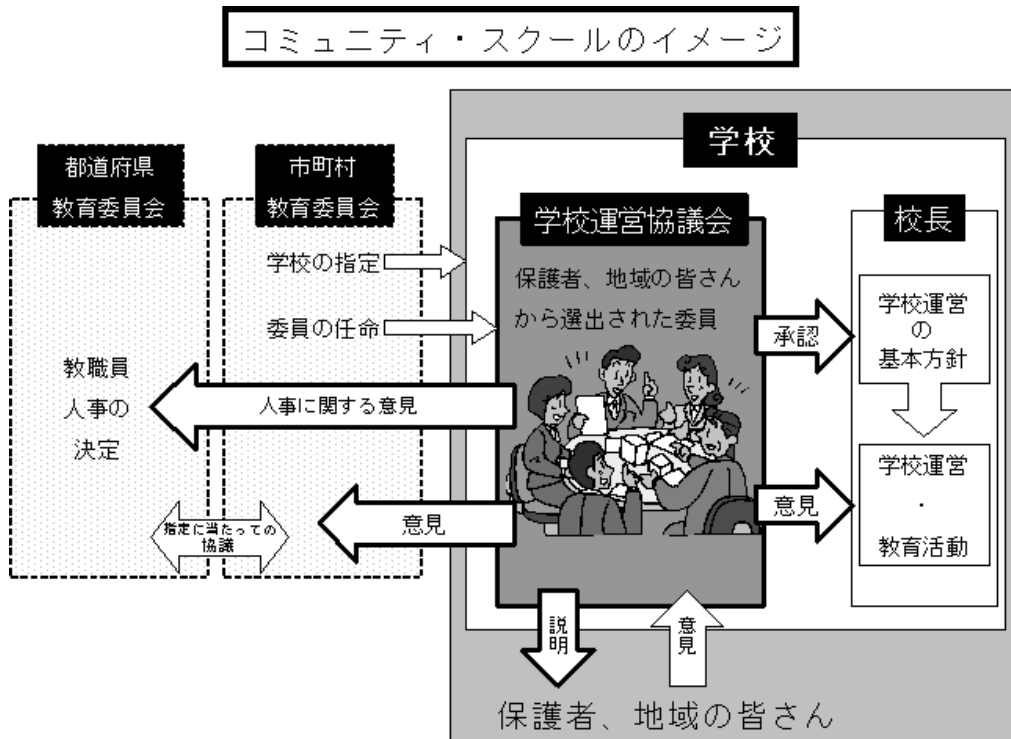 コミュニティ・スクールのイメージ
学校
都道府県
教育委員会
市町村
教育委員会
学校運営協議会
校長
学校の指定
委員の任命
保護者、地域の皆さん
から選出された委員
承認
学校運営
の
基本方針
教職員
人事の
決定
人事に関する意見
意見
意見
学校運営
・
教育活動
指定に当たっての
協議
説明
意見
保護者、地域の皆さん